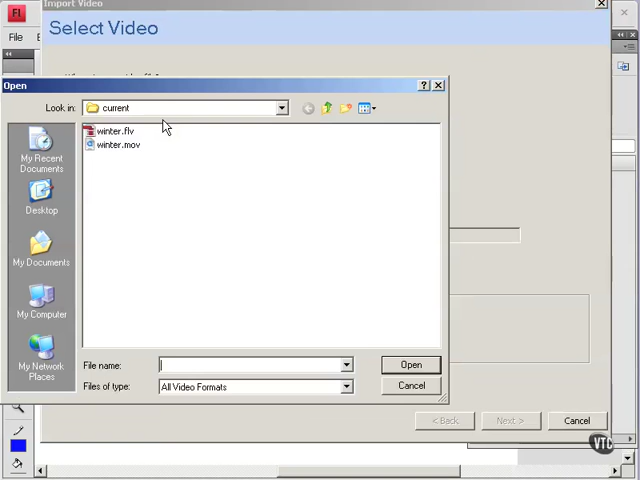 Import Video
Fl
Select Video
File
Open
Look in:
current
winter.flv
winter.mov
My Recent
Documents
Desktop
My Documents
My Computer
My Network
Places
File name:
Open
Files of type:
All Video Formats
Cancel
< Back
Next >
Cancel
VTC